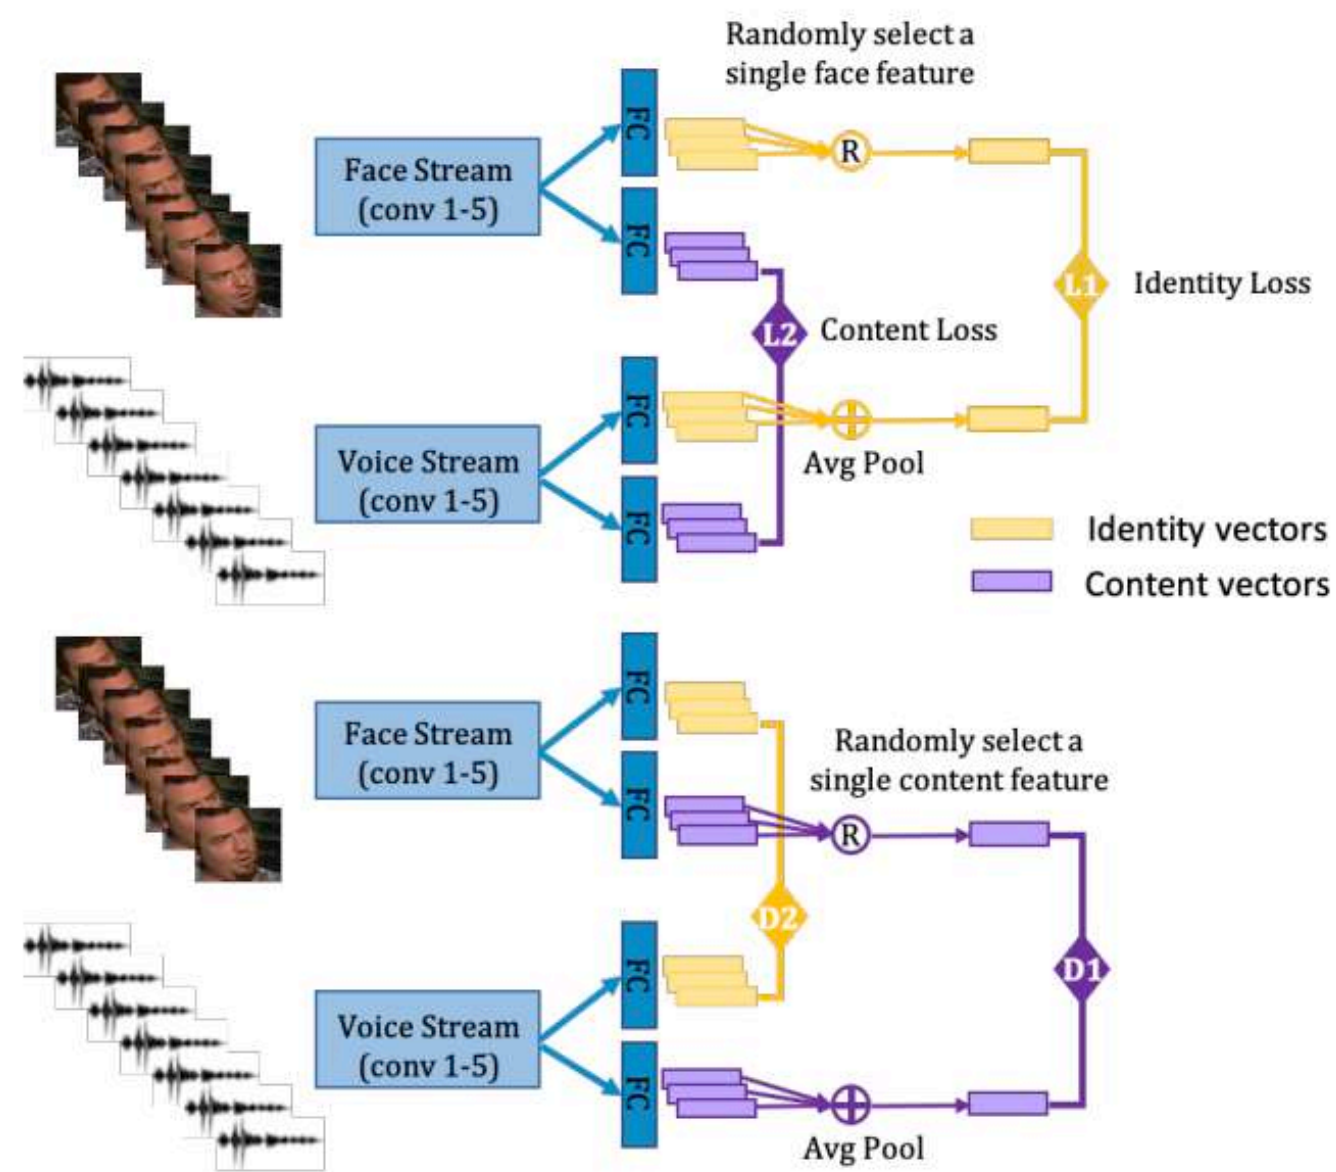 Randomly select a
single face feature
FC
R
Face Stream
(conv 1-5)
FC
L1
Identity Loss
L2
Content Loss
FC
Voice Stream
(conv 1-5)
Avg Pool
FC
Identity vectors
Content vectors
FC
Face Stream
(conv 1-5)
Randomly select a
single content feature
FC
R
D2
FC
D1
Voice Stream
(conv 1-5)
FC
Avg Pool